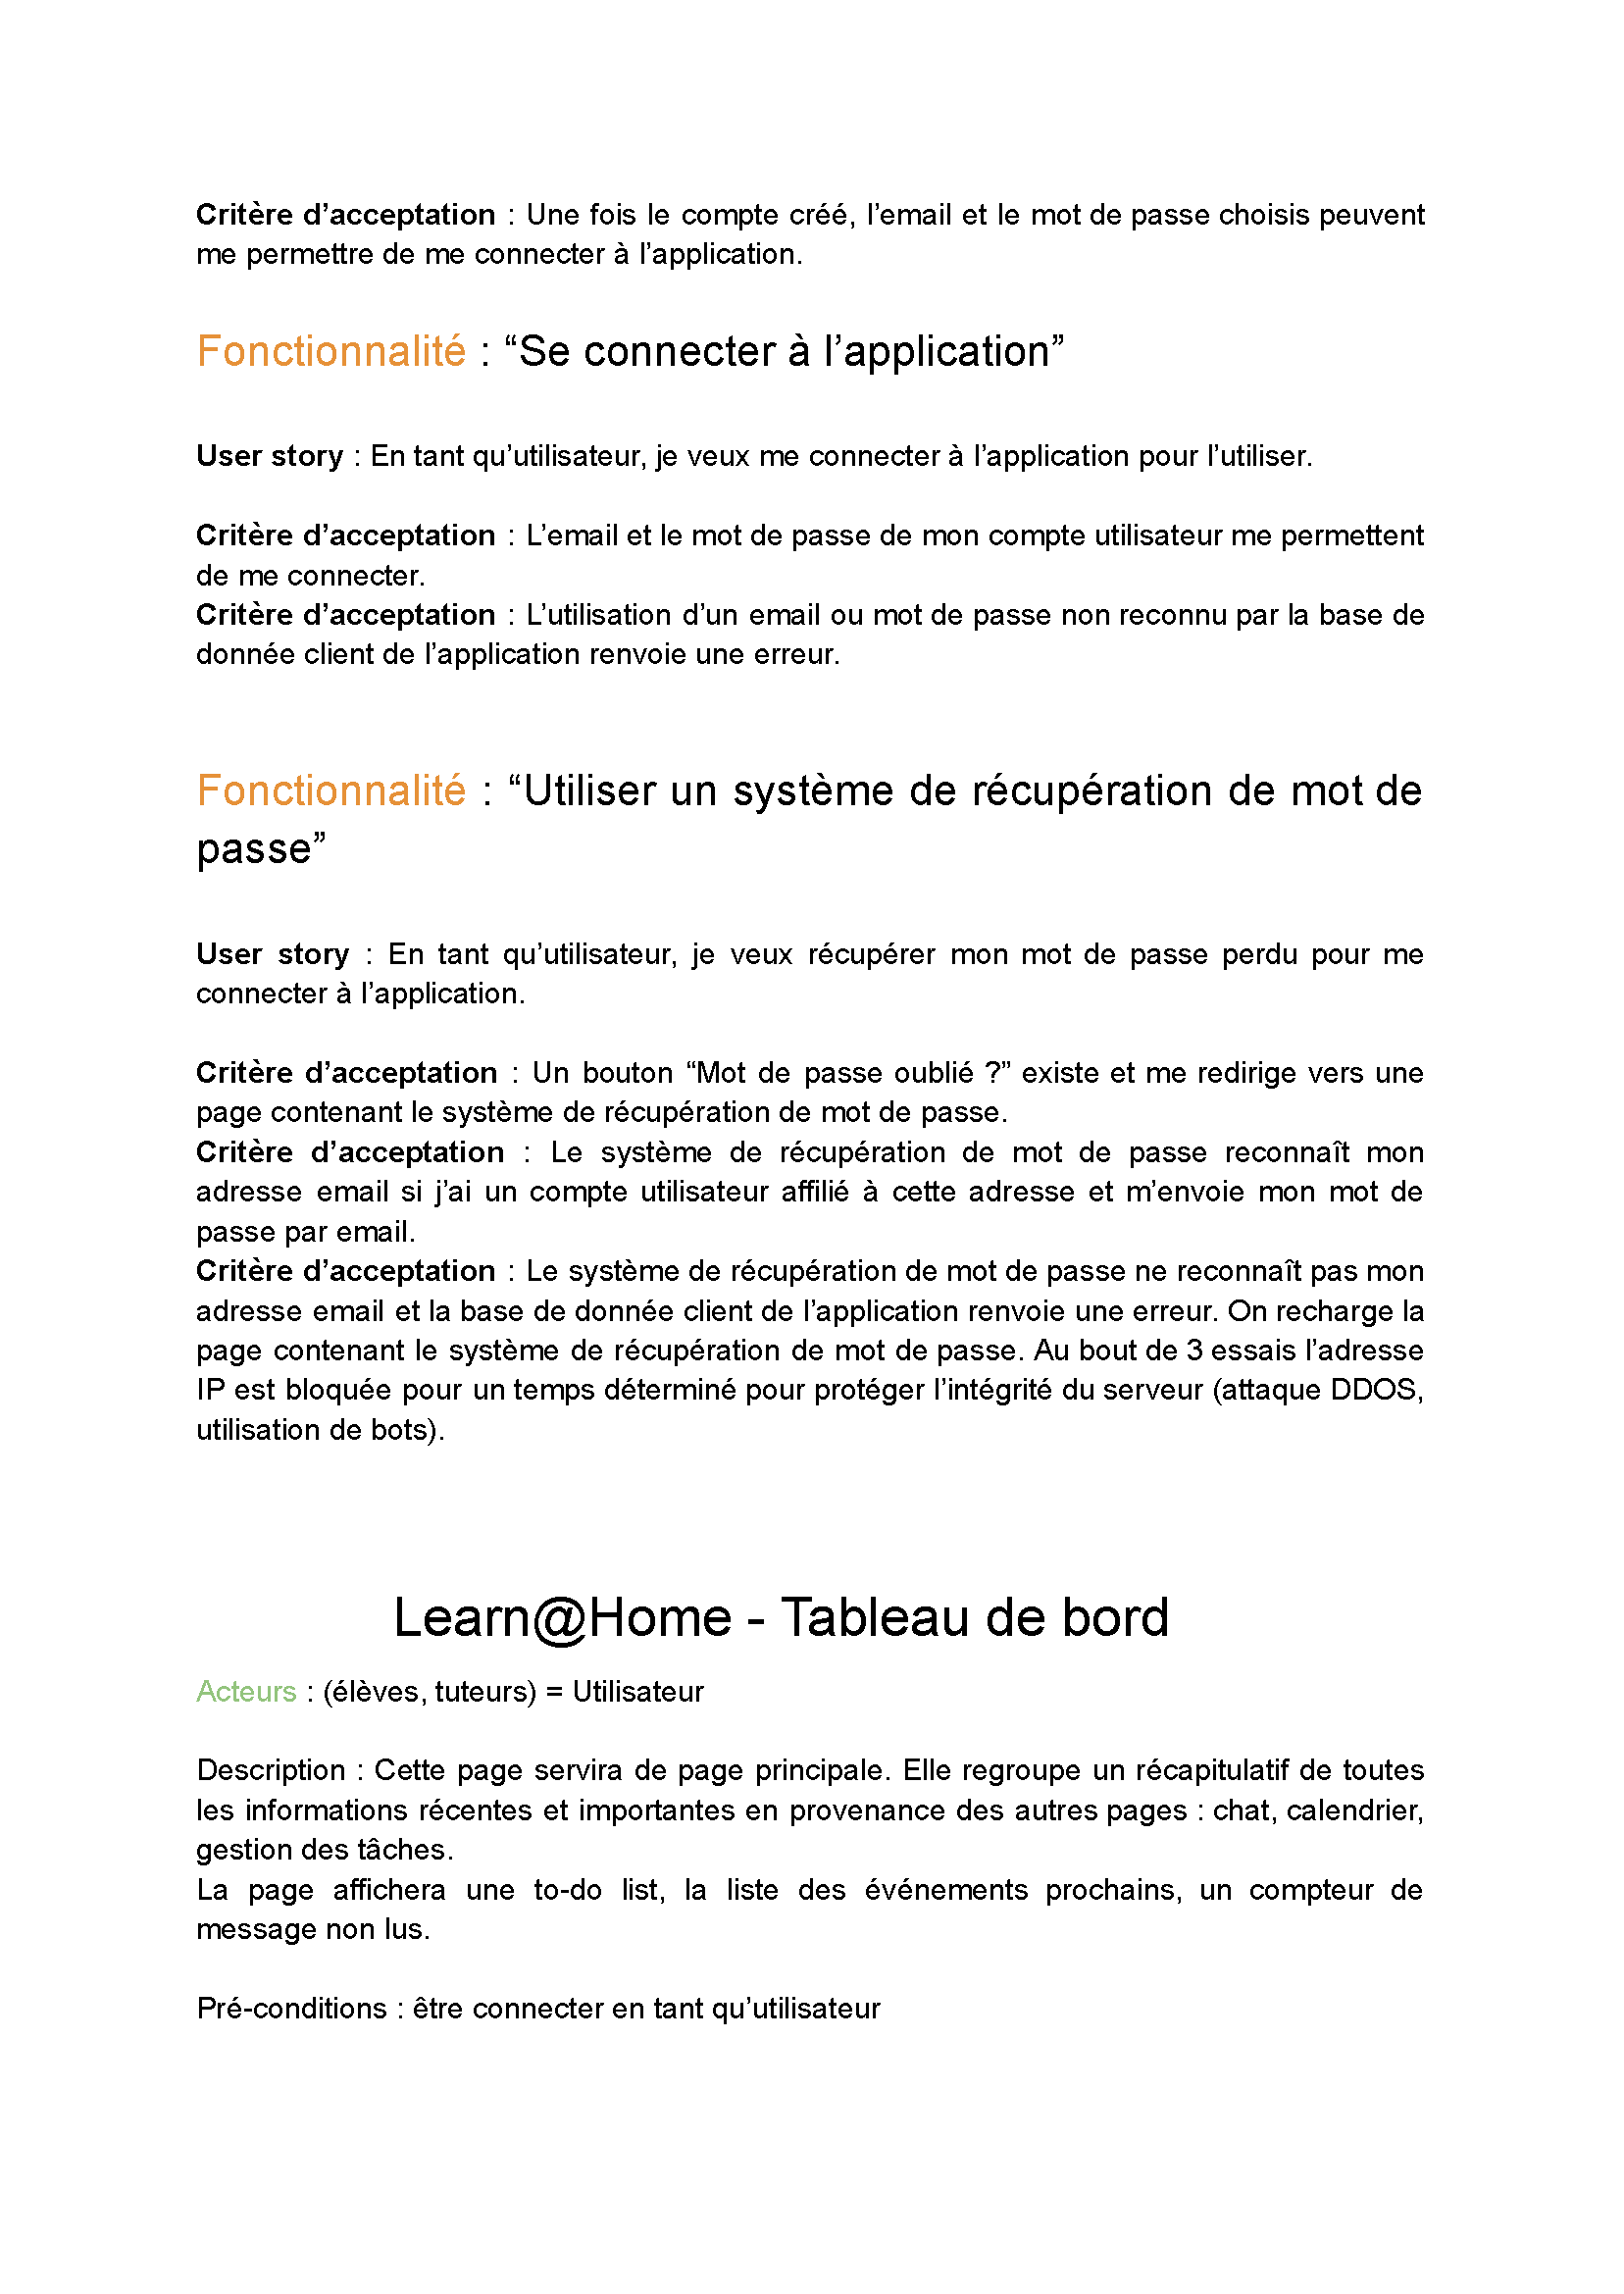 Critère d’acceptation : Une fois le compte créé, l’email et le mot de passe choisis peuvent
me permettre de me connecter à l’application.
Fonctionnalité : “Se connecter à l’application”
User story : En tant qu’utilisateur, je veux me connecter à l’application pour l’utiliser.
Critère d’acceptation : L’email et le mot de passe de mon compte utilisateur me permettent
de me connecter.
Critère d’acceptation : L’utilisation d’un email ou mot de passe non reconnu par la base de
donnée client de l’application renvoie une erreur.
Fonctionnalité : “Utiliser un système de récupération de mot de
passe”
User story : En tant qu’utilisateur, je veux récupérer mon mot de passe perdu pour me
connecter à l’application.
Critère d’acceptation : Un bouton “Mot de passe oublié ?” existe et me redirige vers une
page contenant le système de récupération de mot de passe.
Critère d’acceptation : Le système de récupération de mot de passe reconnaît mon
adresse email si j’ai un compte utilisateur affilié à cette adresse et m’envoie mon mot de
passe par email.
Critère d’acceptation : Le système de récupération de mot de passe ne reconnaît pas mon
adresse email et la base de donnée client de l’application renvoie une erreur. On recharge la
page contenant le système de récupération de mot de passe. Au bout de 3 essais l’adresse
IP est bloquée pour un temps déterminé pour protéger l’intégrité du serveur (attaque DDOS,
utilisation de bots).
Learn@Home - Tableau de bord
Acteurs : (élèves, tuteurs) = Utilisateur
Description : Cette page servira de page principale. Elle regroupe un récapitulatif de toutes
les informations récentes et importantes en provenance des autres pages : chat, calendrier,
gestion des tâches.
La page affichera une to-do list, la liste des événements prochains, un compteur de
message non lus.
Pré-conditions : être connecter en tant qu’utilisateur